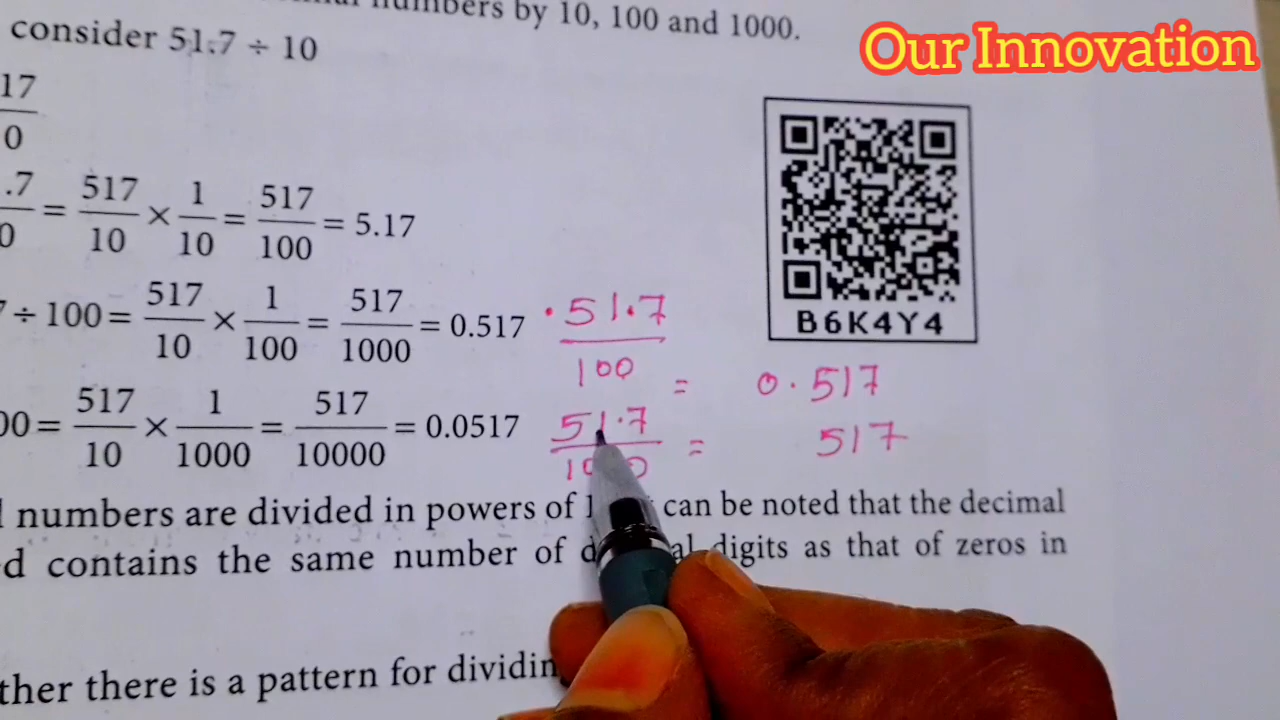 numbers by 10, 100 and 1000.
Our Innovation
consider 51.7 ÷ 10
17
0
.7/0 = 517/10 × 1/10 = 517/100 = 5.17
7 ÷ 100 = 517/10 × 1/100 = 517/1000 = 0.517
51.7/100 = 0.517
B6K4Y4
00 = 517/10 × 1/1000 = 517/10000 = 0.0517
51.7 = 517
numbers are divided in powers of can be noted that the decimal
contains the same number of digits as that of zeros in
there is a pattern for